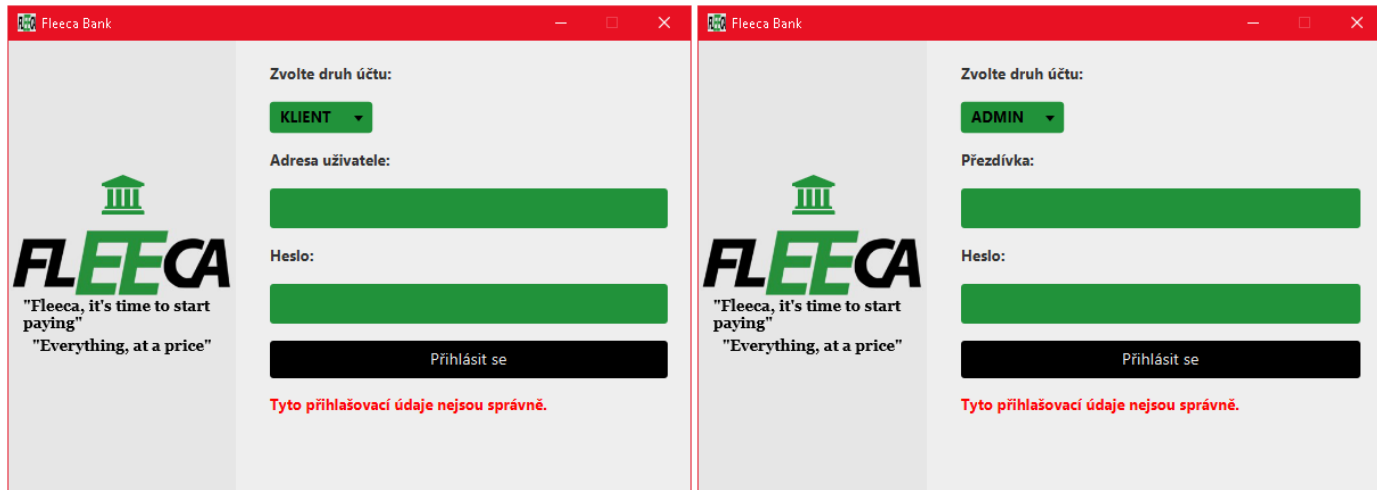 Fleeca Bank
Zvolte druh účtu:
KLIENT
Adresa uživatele:
Heslo:
FLEECA
"Fleeca, it's time to start
paying"
"Everything, at a price"
Přihlásit se
Tyto přihlašovací údaje nejsou správně.
Fleeca Bank
Zvolte druh účtu:
ADMIN
Přezdívka:
Heslo:
FLEECA
"Fleeca, it's time to start
paying"
"Everything, at a price"
Přihlásit se
Tyto přihlašovací údaje nejsou správně.